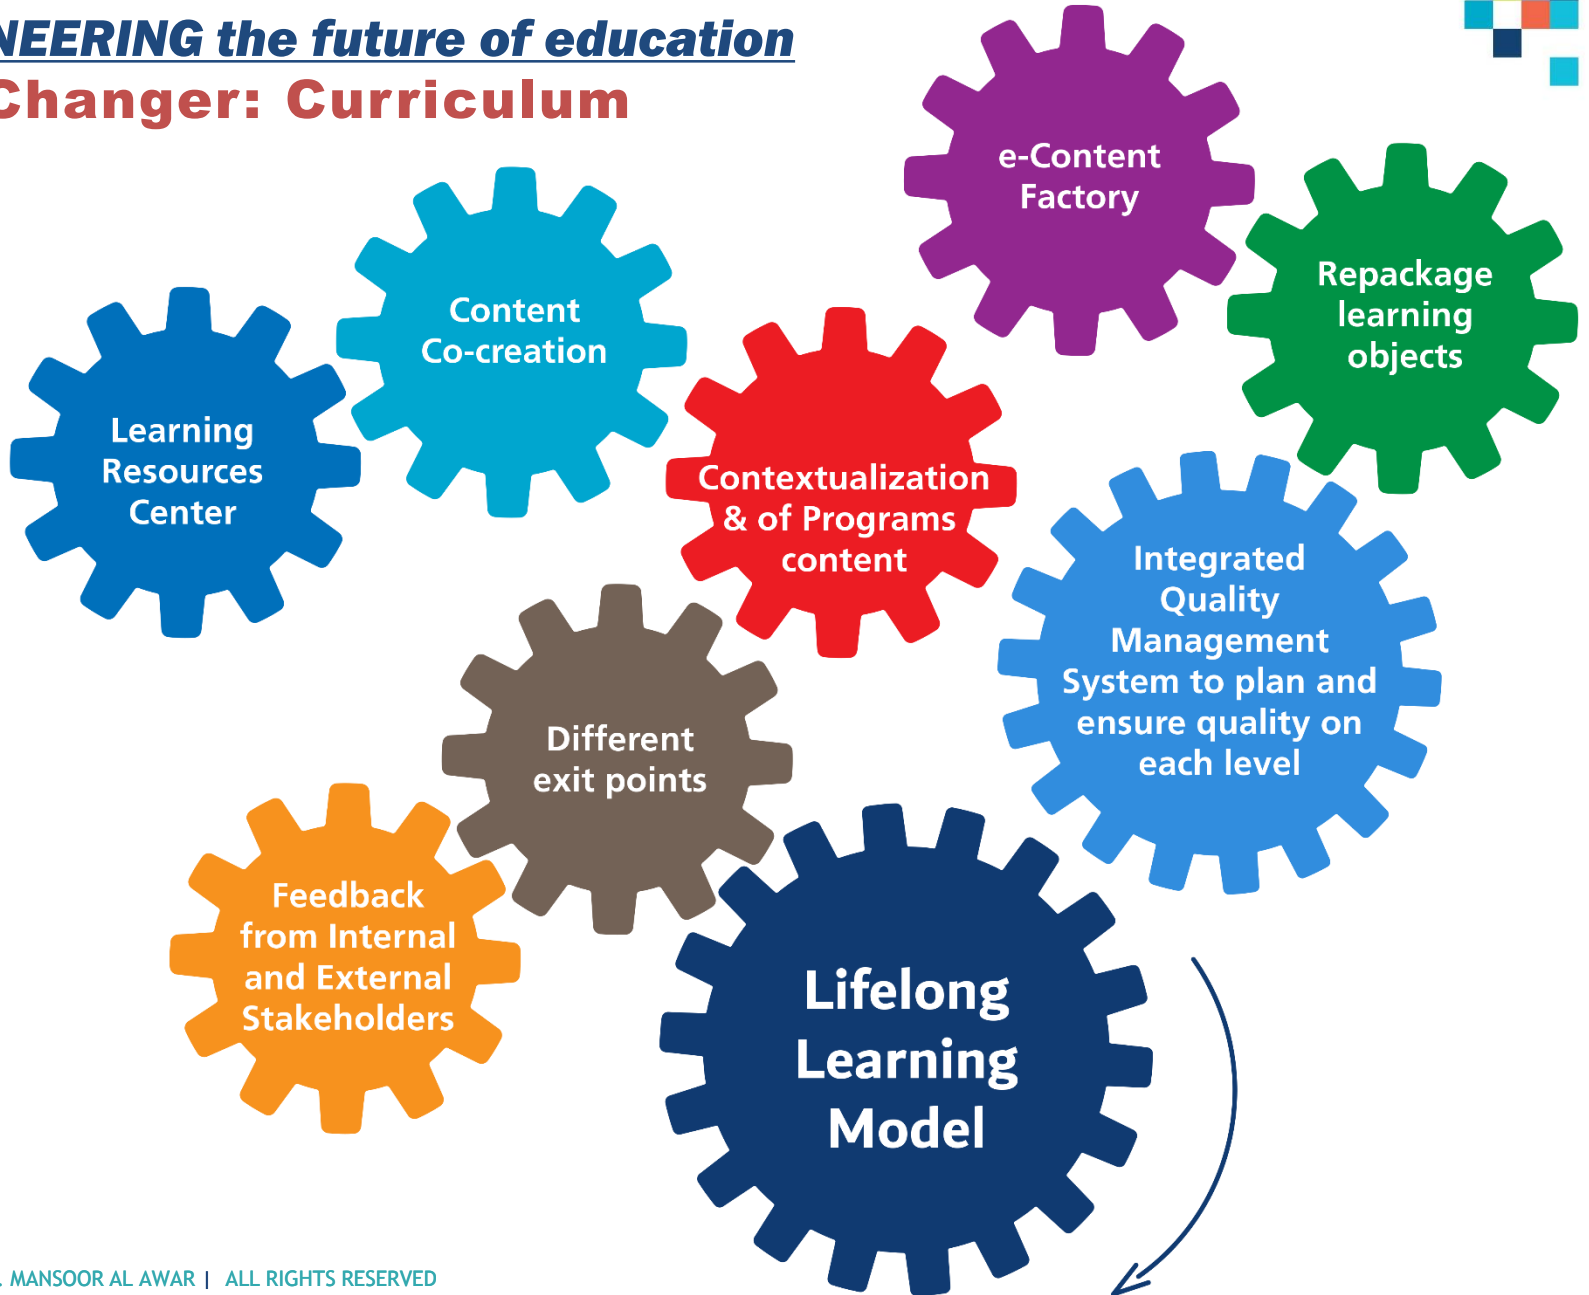 NEERING the future of education
Changer: Curriculum
e-Content
Factory
Repackage
learning
objects
Content
Co-creation
Learning
Resources
Center
Contextualization
& of Programs
content
Integrated
Quality
Management
System to plan and
ensure quality on
each level
Different
exit points
Feedback
from Internal
and External
Stakeholders
Lifelong
Learning
Model
. MANSOOR AL AWAR | ALL RIGHTS RESERVED